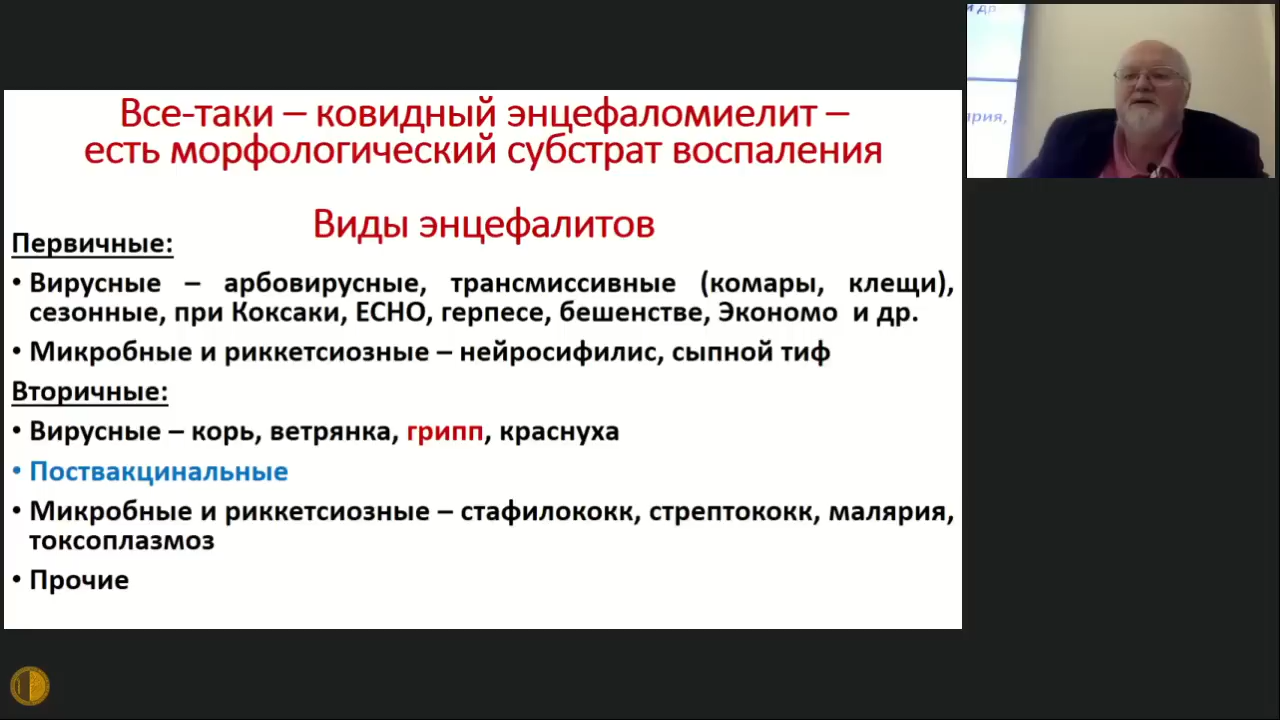 Все-таки – ковидный энцефаломиелит –
есть морфологический субстрат воспаления
Виды энцефалитов
Первичные:
• Вирусные – арбовирусные, трансмиссивные (комары, клещи),
сезонные, при Коксаки, ЕСНО, герпесе, бешенстве, Экономо и др.
• Микробные и риккетсиозные – нейросифилис, сыпной тиф
Вторичные:
• Вирусные – корь, ветрянка, грипп, краснуха
• Поствакцинальные
• Микробные и риккетсиозные – стафилококк, стрептококк, малярия,
токсоплазмоз
• Прочие
и др